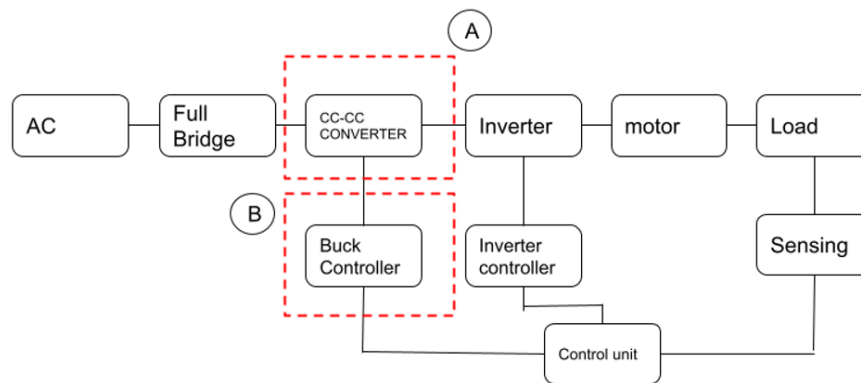 A
AC
Full
Bridge
CC-CC
CONVERTER
Inverter
motor
Load
B
Buck
Controller
Inverter
controller
Sensing
Control unit